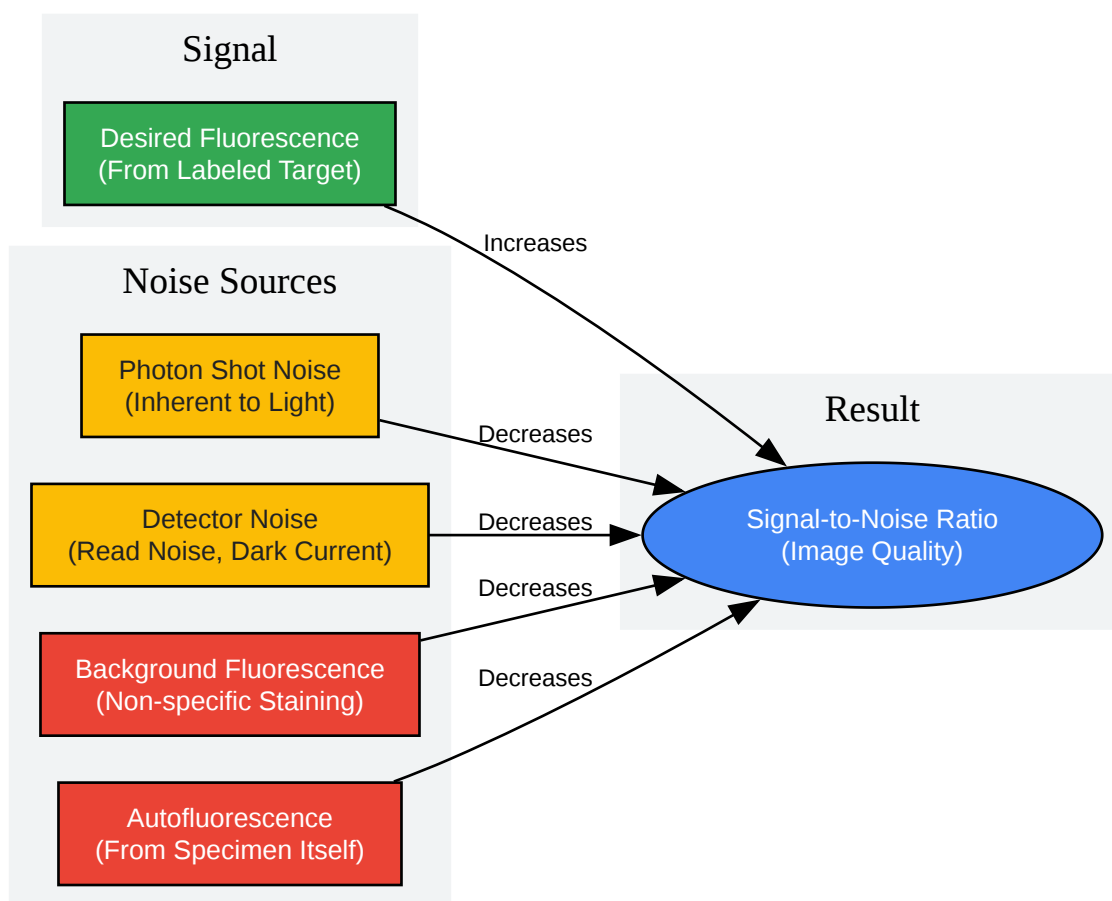 Signal
Desired Fluorescence
(From Labeled Target)
Increases
Noise Sources
Photon Shot Noise
(Inherent to Light)
Decreases
Detector Noise
(Read Noise, Dark Current)
Decreases
Background Fluorescence
(Non-specific Staining)
Decreases
Autofluorescence
(From Specimen Itself)
Decreases
Result
Signal-to-Noise Ratio
(Image Quality)